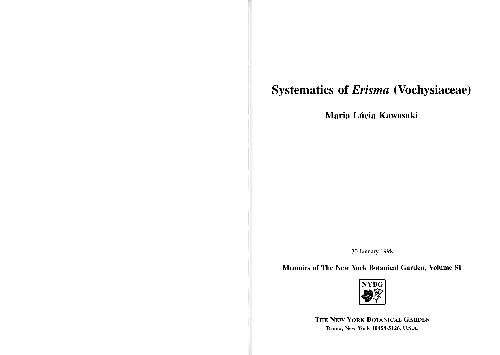 Systematics of Erisma (Vochysiaceae)
Maria Lúcia Kawasaki
30 January 1998
Memoirs of The New York Botanical Garden, Volume 81
NYBG
THE NEW YORK BOTANICAL GARDEN
Bronx, New York 10458-5126, U.S.A.